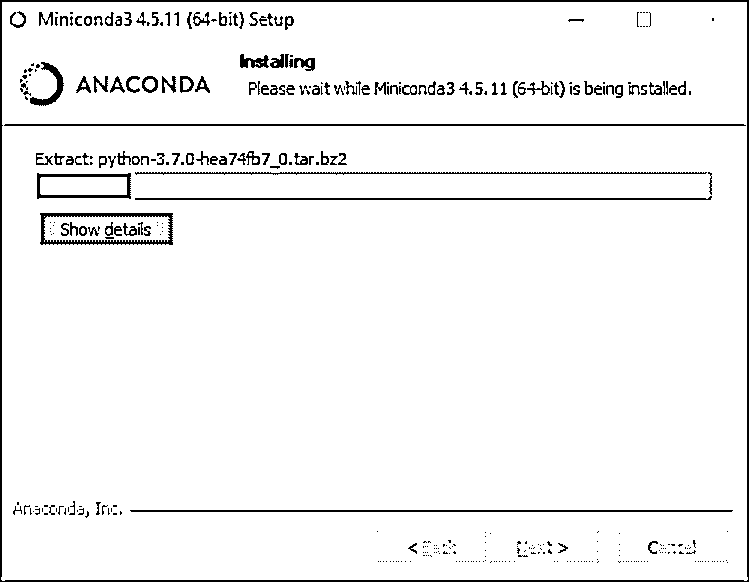 Miniconda3 4.5.11 (64-bit) Setup
ANACONDA
Installing
Please wait while Miniconda3 4.5.11 (64-bit) is being installed.
Extract: python-3.7.0-hea74fb7_0.tar.bz2
Show details
Anaconda, Inc.
< Back Next > Cancel